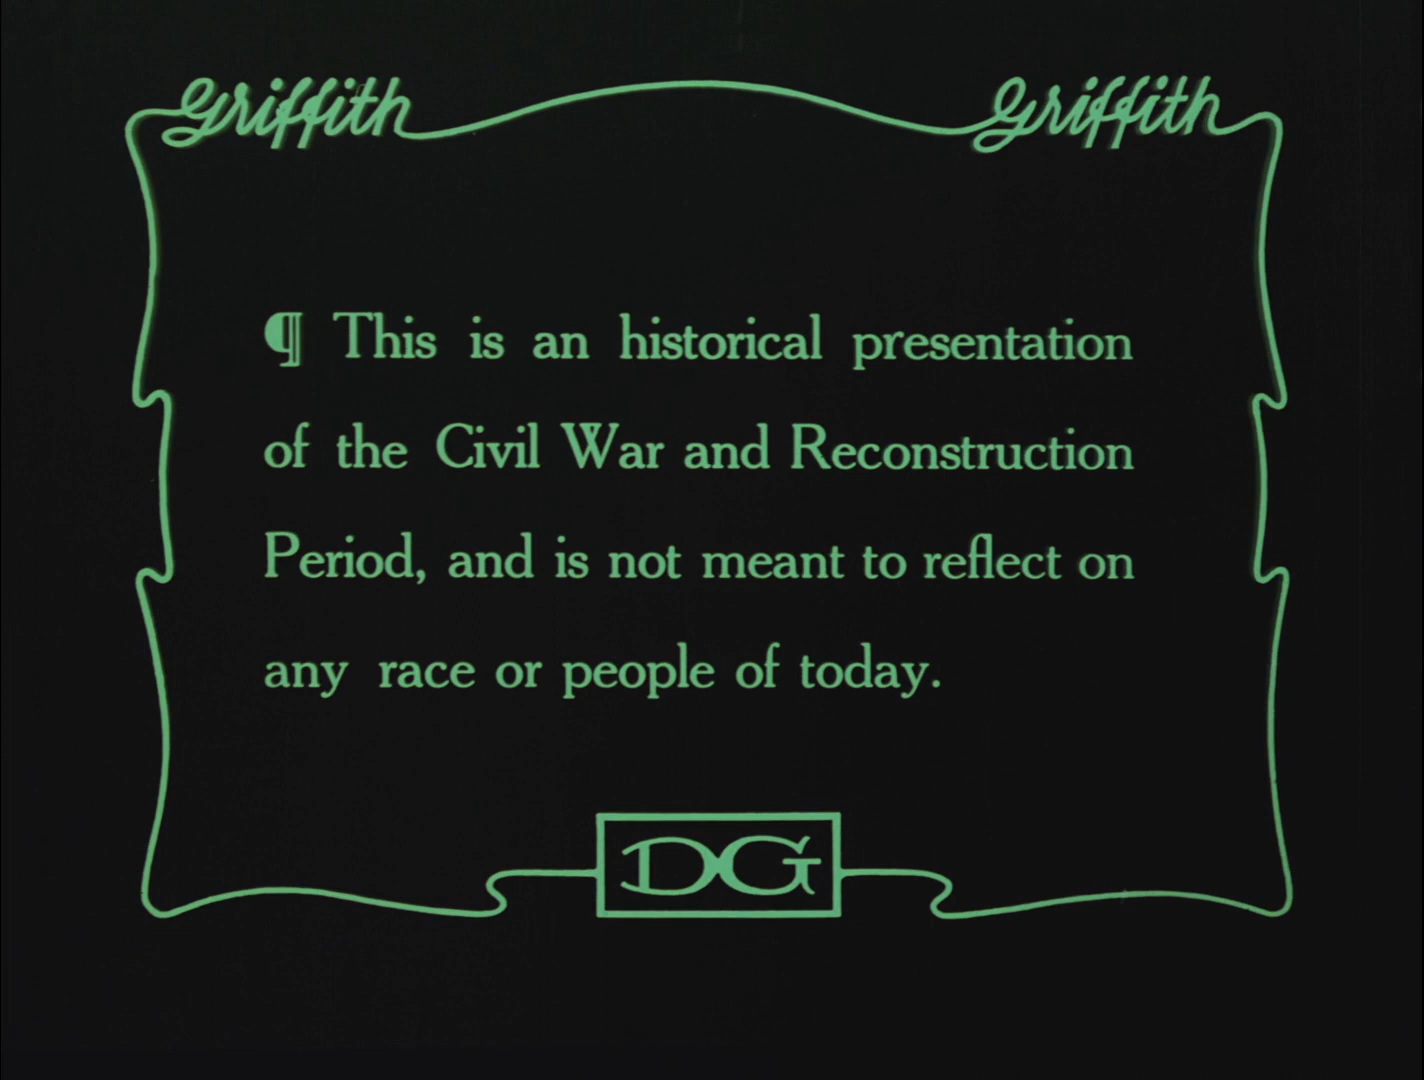 Griffith Griffith
¶ This is an historical presentation
of the Civil War and Reconstruction
Period, and is not meant to reflect on
any race or people of today.
DG